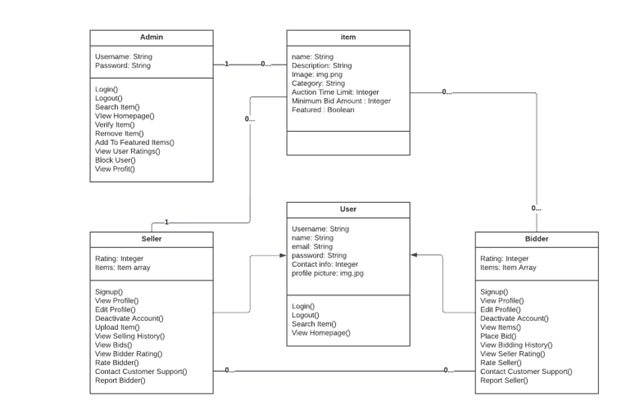 Admin
Username: String
Password: String
Login()
Logout()
Search Item()
VIew Homepage()
Verify Item()
Remove Item()
Add To Featured Items()
View User Ratings()
Block User()
View Profit()
1
0...
item
name: String
Description: String
Image: img.png
Category: String
Auction Time Limit: Integer
Minimum Bid Amount : Integer
Featured : Boolean
0...
0...
1
0...
Seller
Rating: Integer
Items: Item array
Signup()
View Profile()
Edit Profile()
Deactivate Account()
Upload Item()
View Selling History()
View Bids()
View Bidder Rating()
Rate Bidder()
Contact Customer Support()
Report Bidder()
User
Username: String
name: String
email: String
password: String
Contact info: Integer
profile picture: img.jpg
Login()
Logout()
Search Item()
View Homepage()
Bidder
Rating: Integer
Items: Item Array
Signup()
View Profile()
Edit Profile()
Deactivate Account()
View Items()
Place Bid()
View Bidding History()
View Seller Rating()
Rate Seller()
Contact Customer Support()
Report Seller()
0...
0...